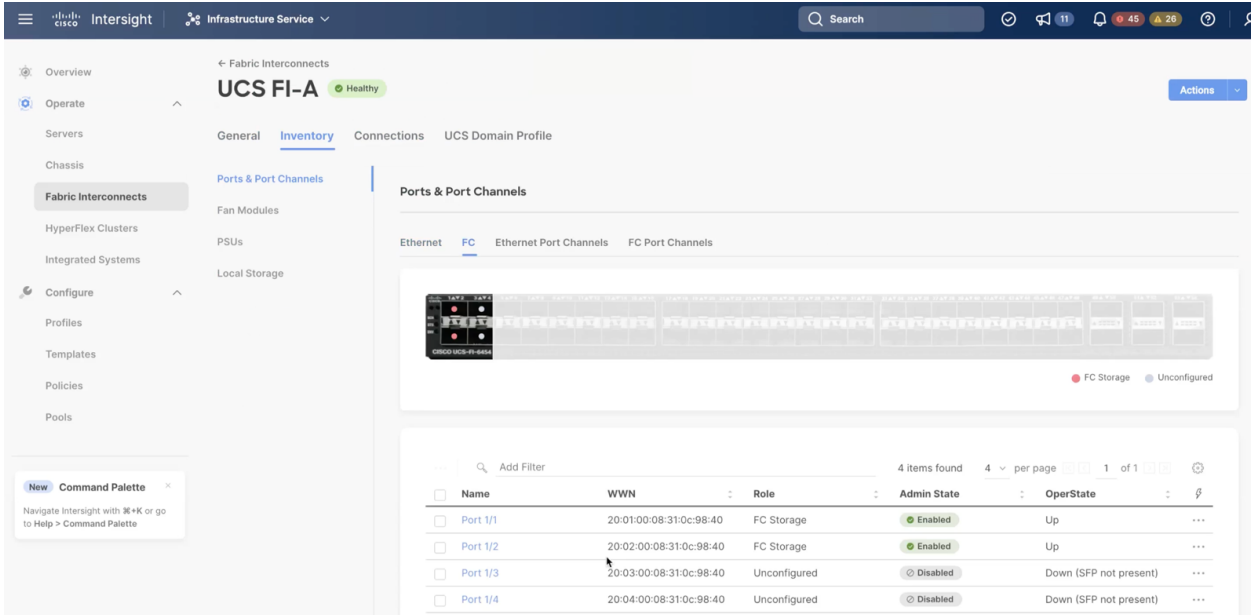 CISCO Intersight Infrastructure Service Search 11 45 26
Overview
Operate
Servers
Chassis
Fabric Interconnects
HyperFlex Clusters
Integrated Systems
Configure
Profiles
Templates
Policies
Pools
New Command Palette ×
Navigate Intersight with ⌘+K or go
to Help > Command Palette
← Fabric Interconnects
UCS FI-A Healthy
Actions
General Inventory Connections UCS Domain Profile
Ports & Port Channels
Fan Modules
PSUs
Local Storage
Ports & Port Channels
Ethernet FC Ethernet Port Channels FC Port Channels
CISCO UCS-FI-6454
FC Storage Unconfigured
Add Filter 4 items found 4 per page 1 of 1
Name WWN Role Admin State OperState
Port 1/1 20:01:00:08:31:0c:98:40 FC Storage Enabled Up
Port 1/2 20:02:00:08:31:0c:98:40 FC Storage Enabled Up
Port 1/3 20:03:00:08:31:0c:98:40 Unconfigured Disabled Down (SFP not present)
Port 1/4 20:04:00:08:31:0c:98:40 Unconfigured Disabled Down (SFP not present)